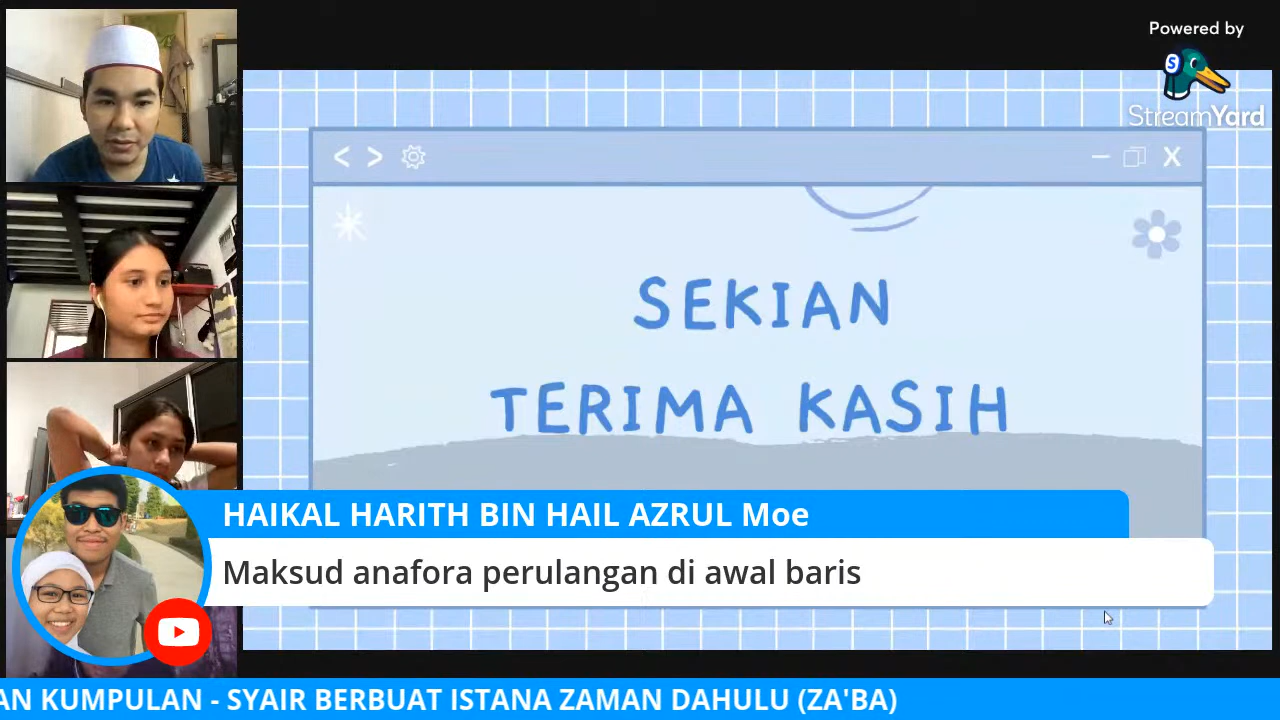 Powered by
StreamYard
SEKIAN
TERIMA KASIH
HAIKAL HARITH BIN HAIL AZRUL Moe
Maksud anafora perulangan di awal baris
AN KUMPULAN - SYAIR BERBUAT ISTANA ZAMAN DAHULU (ZA'BA)